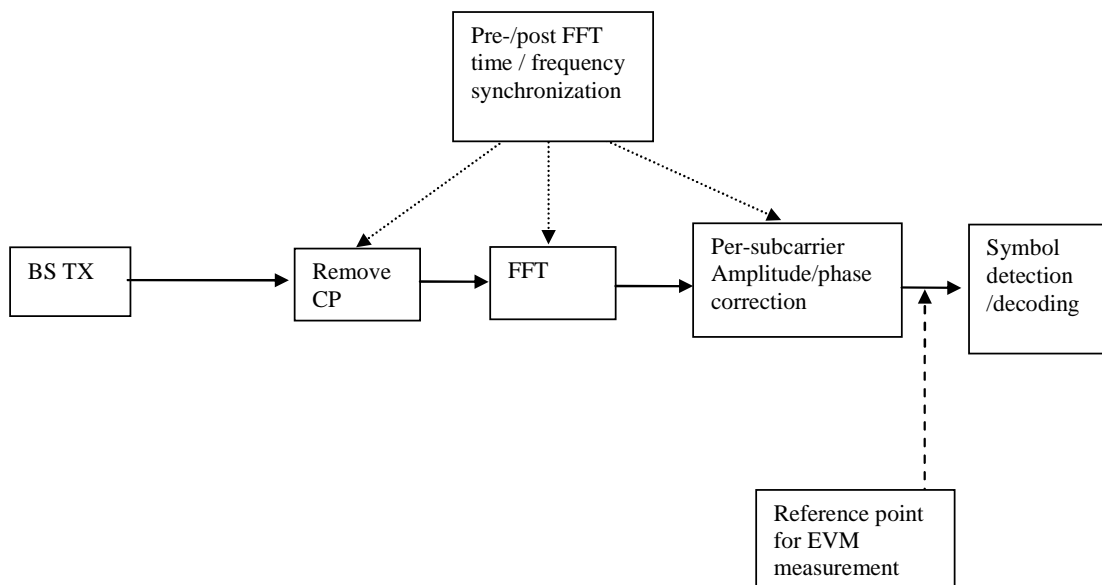 Pre-/post FFT
time / frequency
synchronization
BS TX
Remove
CP
FFT
Per-subcarrier
Amplitude/phase
correction
Symbol
detection
/decoding
Reference point
for EVM
measurement